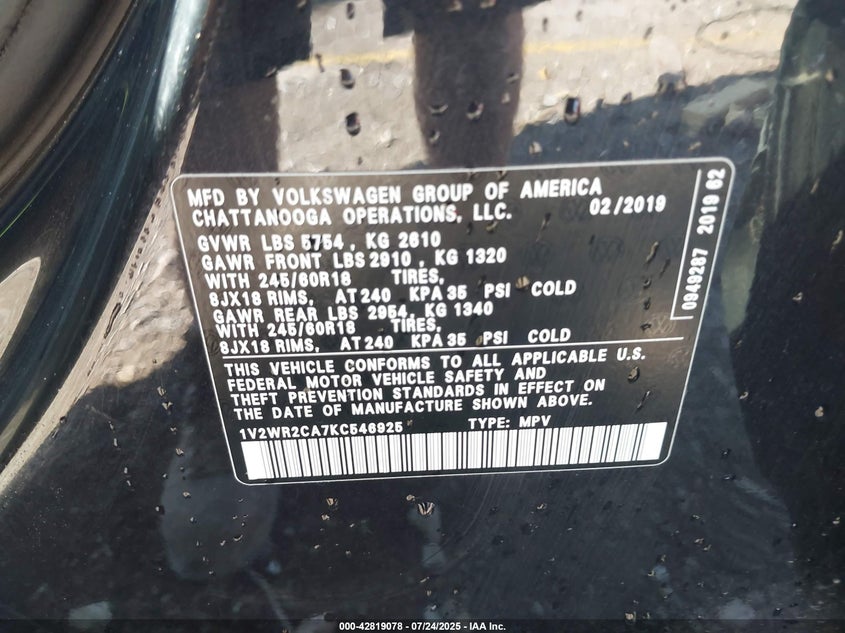 MFD BY VOLKSWAGEN GROUP OF AMERICA
CHATTANOOGA OPERATIONS, LLC. 02/2019
GVWR LBS 5754 , KG 2610
GAWR FRONT LBS 2910 , KG 1320
WITH 245/60R18 TIRES,
8JX18 RIMS, AT 240 KPA 35 PSI COLD
GAWR REAR LBS 2954, KG 1340
WITH 245/60R18 TIRES,
8JX18 RIMS, AT 240 KPA 35 PSI COLD
THIS VEHICLE CONFORMS TO ALL APPLICABLE U.S.
FEDERAL MOTOR VEHICLE SAFETY AND
THEFT PREVENTION STANDARDS IN EFFECT ON
THE DATE OF MANUFACTURE SHOWN ABOVE.
1V2WR2CA7KC546925 TYPE: MPV
0949287 2019 62
000-42819078 - 07/24/2025 - IAA Inc.